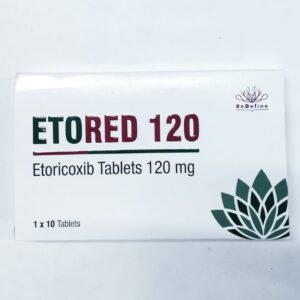 ReDefine
ETORED 120
Etoricoxib Tablets 120 mg
1 x 10 Tablets